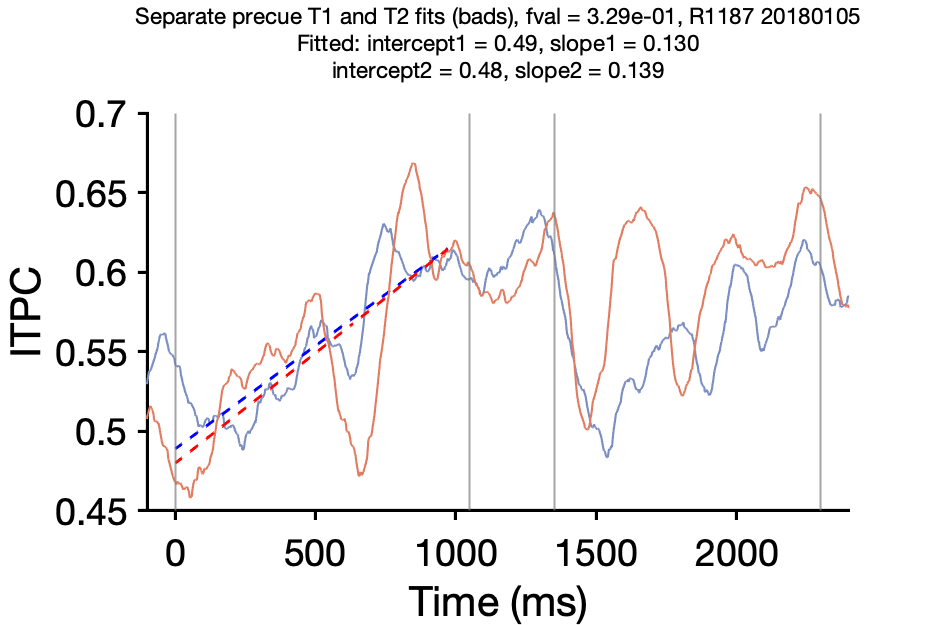 Separate precue T1 and T2 fits (bads), fval = 3.29e-01, R1187 20180105
Fitted: intercept1 = 0.49, slope1 = 0.130
intercept2 = 0.48, slope2 = 0.139
0.7
0.65
0.6
0.55
0.5
0.45
ITPC
0 500 1000 1500 2000
Time (ms)